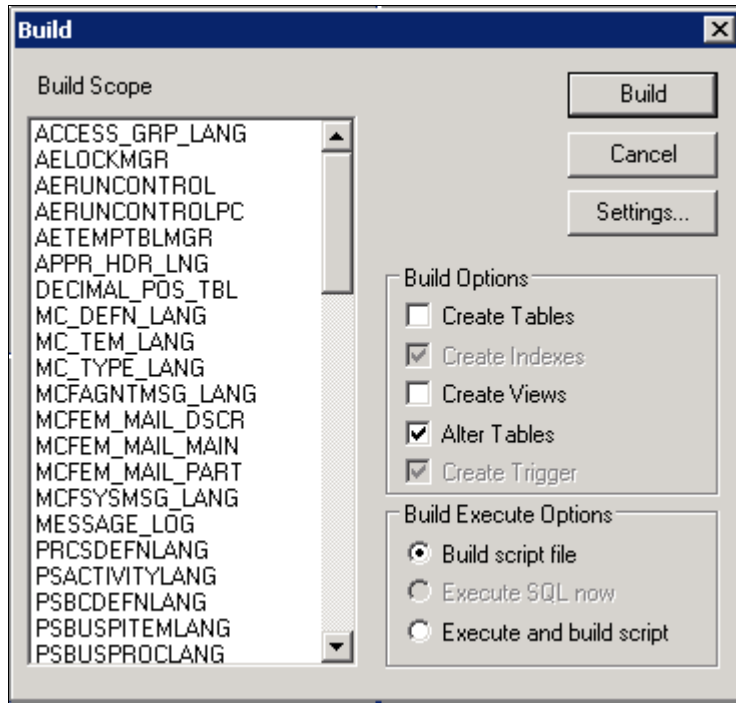 Build
Build Scope
ACCESS_GRP_LANG
AELOCKMGR
AERUNCONTROL
AERUNCONTROLPC
AETEMPTBLMGR
APPR_HDR_LNG
DECIMAL_POS_TBL
MC_DEFN_LANG
MC_TEM_LANG
MC_TYPE_LANG
MCFAGNTMSG_LANG
MCFEM_MAIL_DSCR
MCFEM_MAIL_MAIN
MCFEM_MAIL_PART
MCFSYSMSG_LANG
MESSAGE_LOG
PRCSDEFNLANG
PSACTIVITYLANG
PSBCDEFNLANG
PSBUSPITEMLANG
PSBUSPROCLANG
Build
Cancel
Settings...
Build Options
Create Tables
Create Indexes
Create Views
Alter Tables
Create Trigger
Build Execute Options
Build script file
Execute SQL now
Execute and build script